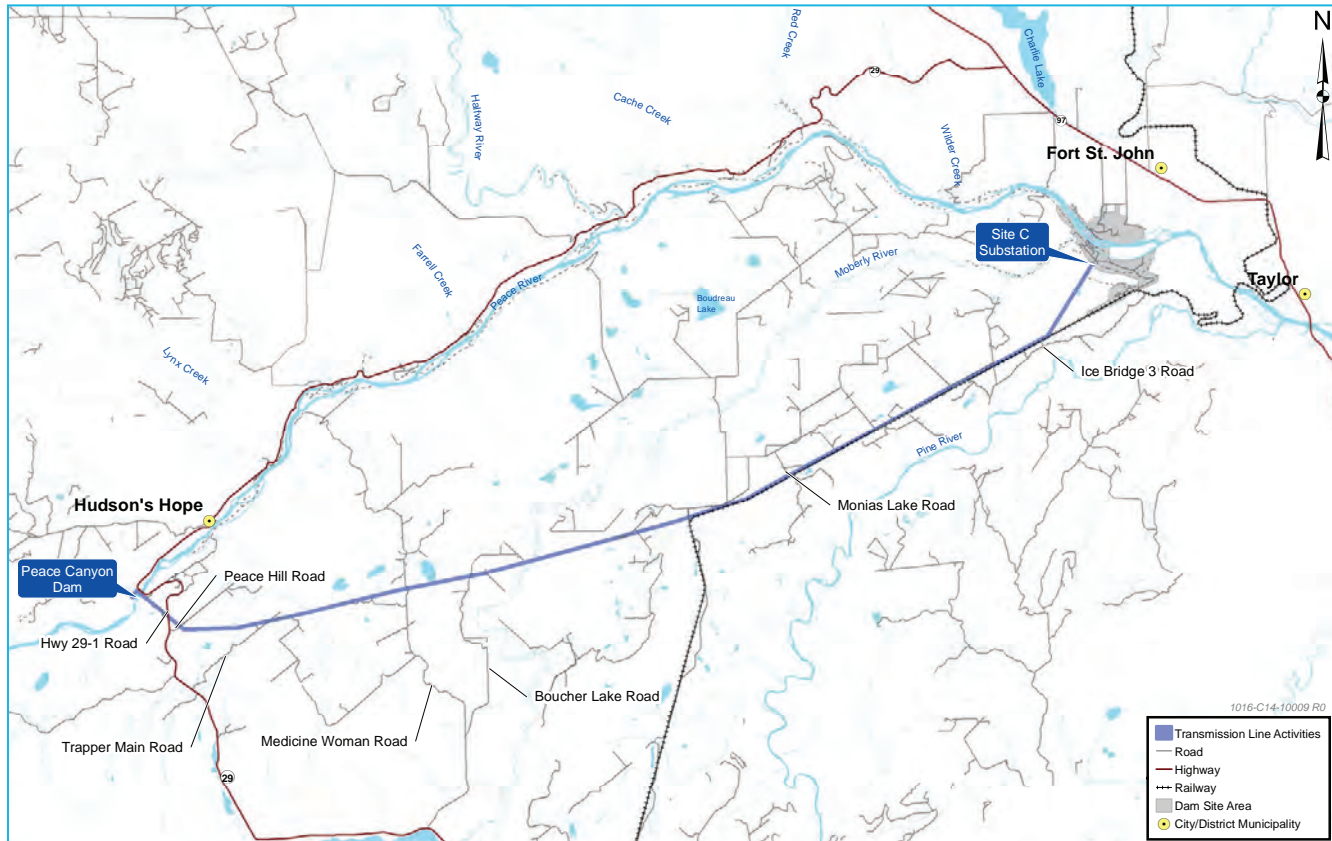 Red Creek
Charlie Lake
N
29
Halfway River
Cache Creek
97
Wilder Creek
Fort St. John
Site C
Substation
Moberly River
Farrell Creek
Peace River
Taylor
Boudreau
Lake
Lynx Creek
Ice Bridge 3 Road
Pine River
Hudson's Hope
Monias Lake Road
Peace Canyon
Dam
Peace Hill Road
Hwy 29-1 Road
Boucher Lake Road
Trapper Main Road
Medicine Woman Road
29
1016-C14-10009 R0
Transmission Line Activities
Road
Highway
Railway
Dam Site Area
City/District Municipality